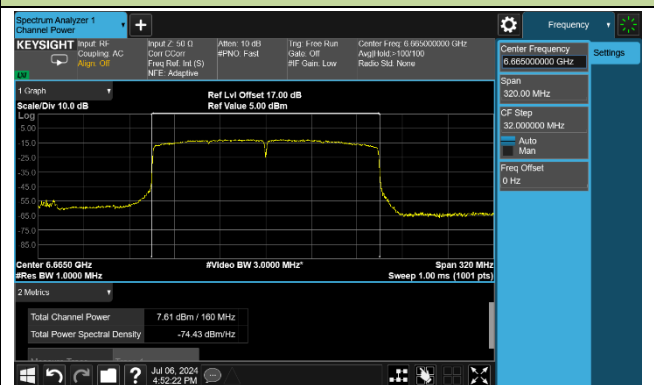 Spectrum Analyzer 1
Channel Power
Frequency
KEYSIGHT
Input: RF
Coupling: AC
Align: Off
Input Z: 50 Ω
Corr CCorr
Freq Ref: Int (S)
NFE: Adaptive
Atten: 10 dB
#PNO: Fast
Trig: Free Run
Gate: Off
#IF Gain: Low
Center Freq: 6.665000000 GHz
Avg|Hold:>100/100
Radio Std: None
LM
1 Graph
Scale/Div 10.0 dB
Ref Lvl Offset 17.00 dB
Ref Value 5.00 dBm
Log
5.00
-15.0
-25.0
-35.0
-45.0
-55.0
-65.0
-75.0
85.0
Center 6.6650 GHz
#Res BW 1.0000 MHz
#Video BW 3.0000 MHz*
Span 320 MHz
Sweep 1.00 ms (1001 pts)
2 Metrics
Total Channel Power 7.61 dBm / 160 MHz
Total Power Spectral Density -74.43 dBm/Hz
Jul 06, 2024
4:52:22 PM
Center Frequency
6.665000000 GHz
Settings
Span
320.00 MHz
CF Step
32.000000 MHz
Auto
Man
Freq Offset
0 Hz